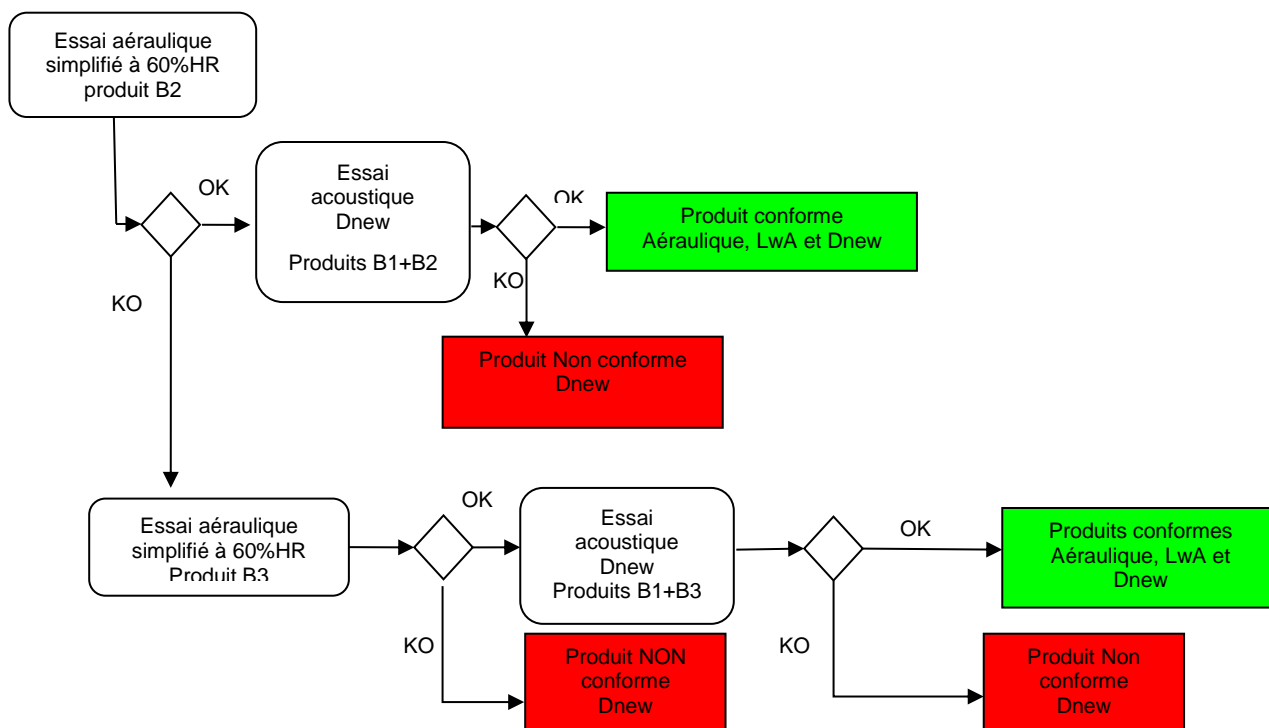 Essai aéraulique
simplifié à 60%HR
produit B2
OK
Essai
acoustique
Dnew
Produits B1+B2
OK
Produit conforme
Aéraulique, LwA et Dnew
KO
KO
Produit Non conforme
Dnew
Essai aéraulique
simplifié à 60%HR
Produit B3
OK
Essai
acoustique
Dnew
Produits B1+B3
OK
Produits conformes
Aéraulique, LwA et
Dnew
KO
Produit NON
conforme
Dnew
KO
Produit Non
conforme
Dnew